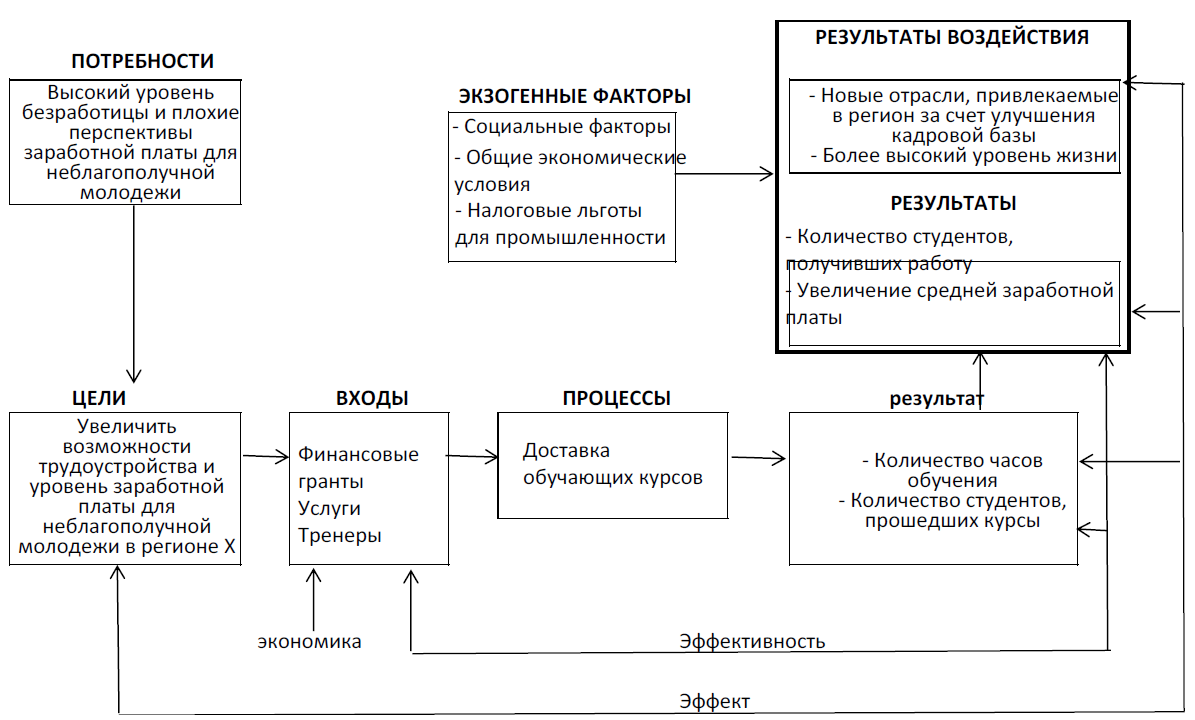 ПОТРЕБНОСТИ
Высокий уровень
безработицы и плохие
перспективы
заработной платы для
неблагополучной
молодежи
ЭКЗОГЕННЫЕ ФАКТОРЫ
- Социальные факторы
- Общие экономические
условия
- Налоговые льготы
для промышленности
РЕЗУЛЬТАТЫ ВОЗДЕЙСТВИЯ
- Новые отрасли, привлекаемые
в регион за счет улучшения
кадровой базы
- Более высокий уровень жизни
РЕЗУЛЬТАТЫ
- Количество студентов,
получивших работу
- Увеличение средней заработной
платы
ЦЕЛИ
Увеличить
возможности
трудоустройства и
уровень заработной
платы для
неблагополучной
молодежи в регионе X
ВХОДЫ
Финансовые
гранты
Услуги
Тренеры
ПРОЦЕССЫ
Доставка
обучающих курсов
результат
- Количество часов
обучения
- Количество студентов,
прошедших курсы
экономика
Эффективность
Эффект